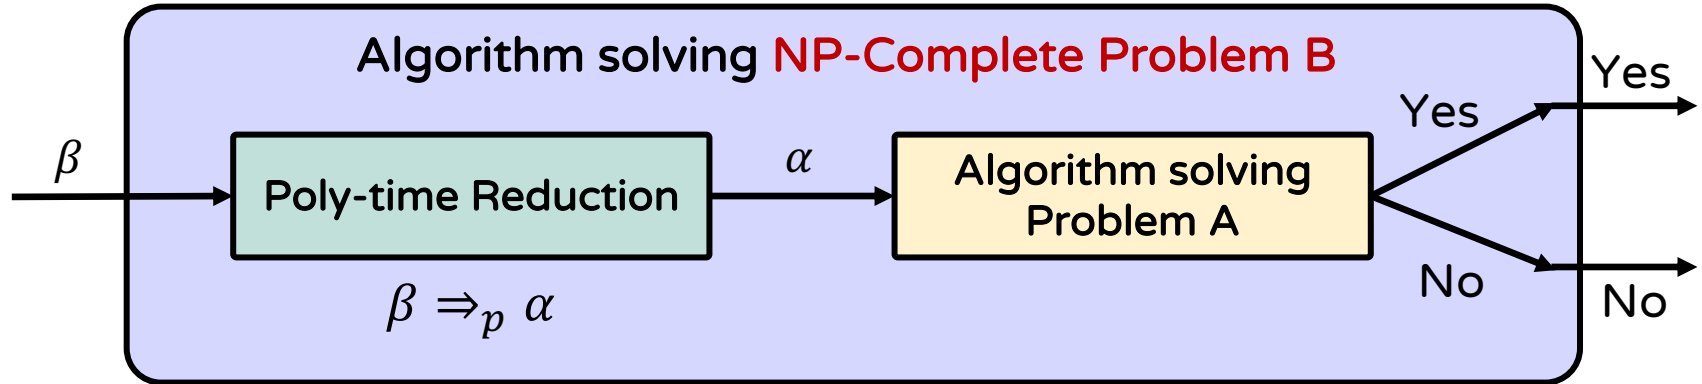 Algorithm solving NP-Complete Problem B
β
Poly-time Reduction
β ⇒ₚ α
α
Algorithm solving
Problem A
Yes
No
Yes
No